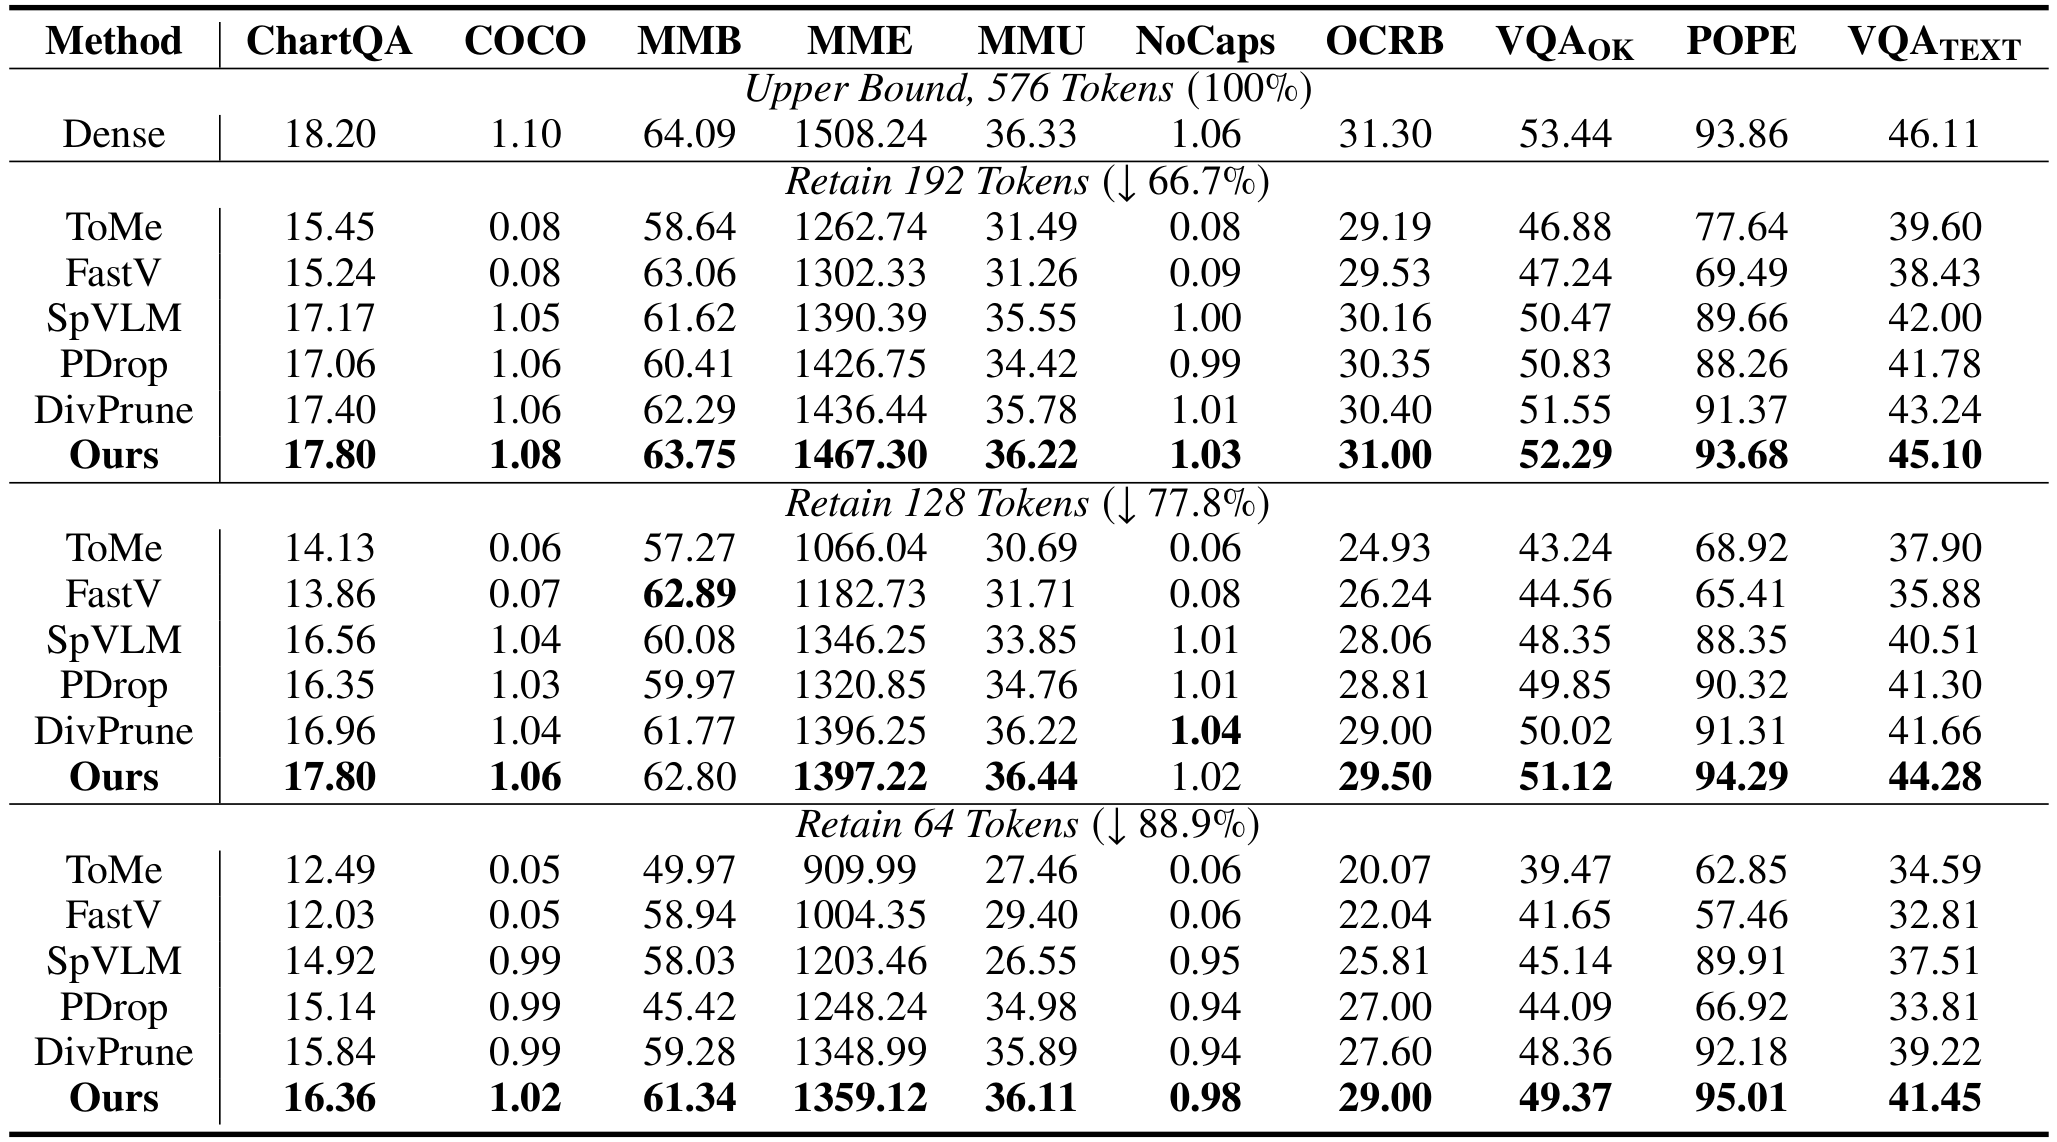 Method ChartQA COCO MMB MME MMU NoCaps OCRB VQA_OK POPE VQA_TEXT
Upper Bound, 576 Tokens (100%)
Dense 18.20 1.10 64.09 1508.24 36.33 1.06 31.30 53.44 93.86 46.11
Retain 192 Tokens (↓ 66.7%)
ToMe 15.45 0.08 58.64 1262.74 31.49 0.08 29.19 46.88 77.64 39.60
FastV 15.24 0.08 63.06 1302.33 31.26 0.09 29.53 47.24 69.49 38.43
SpVLM 17.17 1.05 61.62 1390.39 35.55 1.00 30.16 50.47 89.66 42.00
PDrop 17.06 1.06 60.41 1426.75 34.42 0.99 30.35 50.83 88.26 41.78
DivPrune 17.40 1.06 62.29 1436.44 35.78 1.01 30.40 51.55 91.37 43.24
Ours 17.80 1.08 63.75 1467.30 36.22 1.03 31.00 52.29 93.68 45.10
Retain 128 Tokens (↓ 77.8%)
ToMe 14.13 0.06 57.27 1066.04 30.69 0.06 24.93 43.24 68.92 37.90
FastV 13.86 0.07 62.89 1182.73 31.71 0.08 26.24 44.56 65.41 35.88
SpVLM 16.56 1.04 60.08 1346.25 33.85 1.01 28.06 48.35 88.35 40.51
PDrop 16.35 1.03 59.97 1320.85 34.76 1.01 28.81 49.85 90.32 41.30
DivPrune 16.96 1.04 61.77 1396.25 36.22 1.04 29.00 50.02 91.31 41.66
Ours 17.80 1.06 62.80 1397.22 36.44 1.02 29.50 51.12 94.29 44.28
Retain 64 Tokens (↓ 88.9%)
ToMe 12.49 0.05 49.97 909.99 27.46 0.06 20.07 39.47 62.85 34.59
FastV 12.03 0.05 58.94 1004.35 29.40 0.06 22.04 41.65 57.46 32.81
SpVLM 14.92 0.99 58.03 1203.46 26.55 0.95 25.81 45.14 89.91 37.51
PDrop 15.14 0.99 45.42 1248.24 34.98 0.94 27.00 44.09 66.92 33.81
DivPrune 15.84 0.99 59.28 1348.99 35.89 0.94 27.60 48.36 92.18 39.22
Ours 16.36 1.02 61.34 1359.12 36.11 0.98 29.00 49.37 95.01 41.45